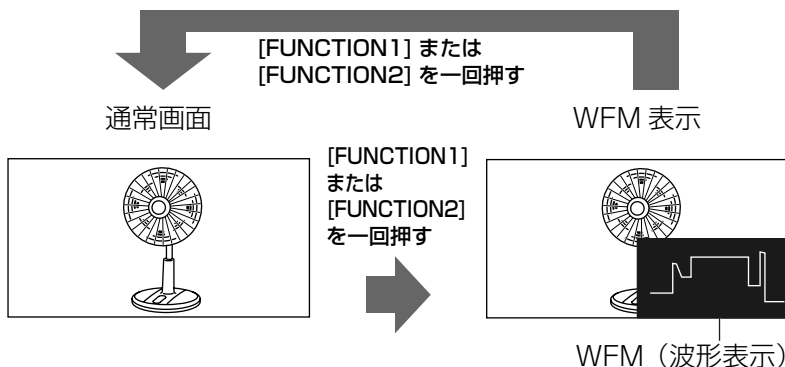 [FUNCTION1] または
[FUNCTION2] を一回押す
通常画面
WFM 表示
[FUNCTION1]
または
[FUNCTION2]
を一回押す
WFM（波形表示）